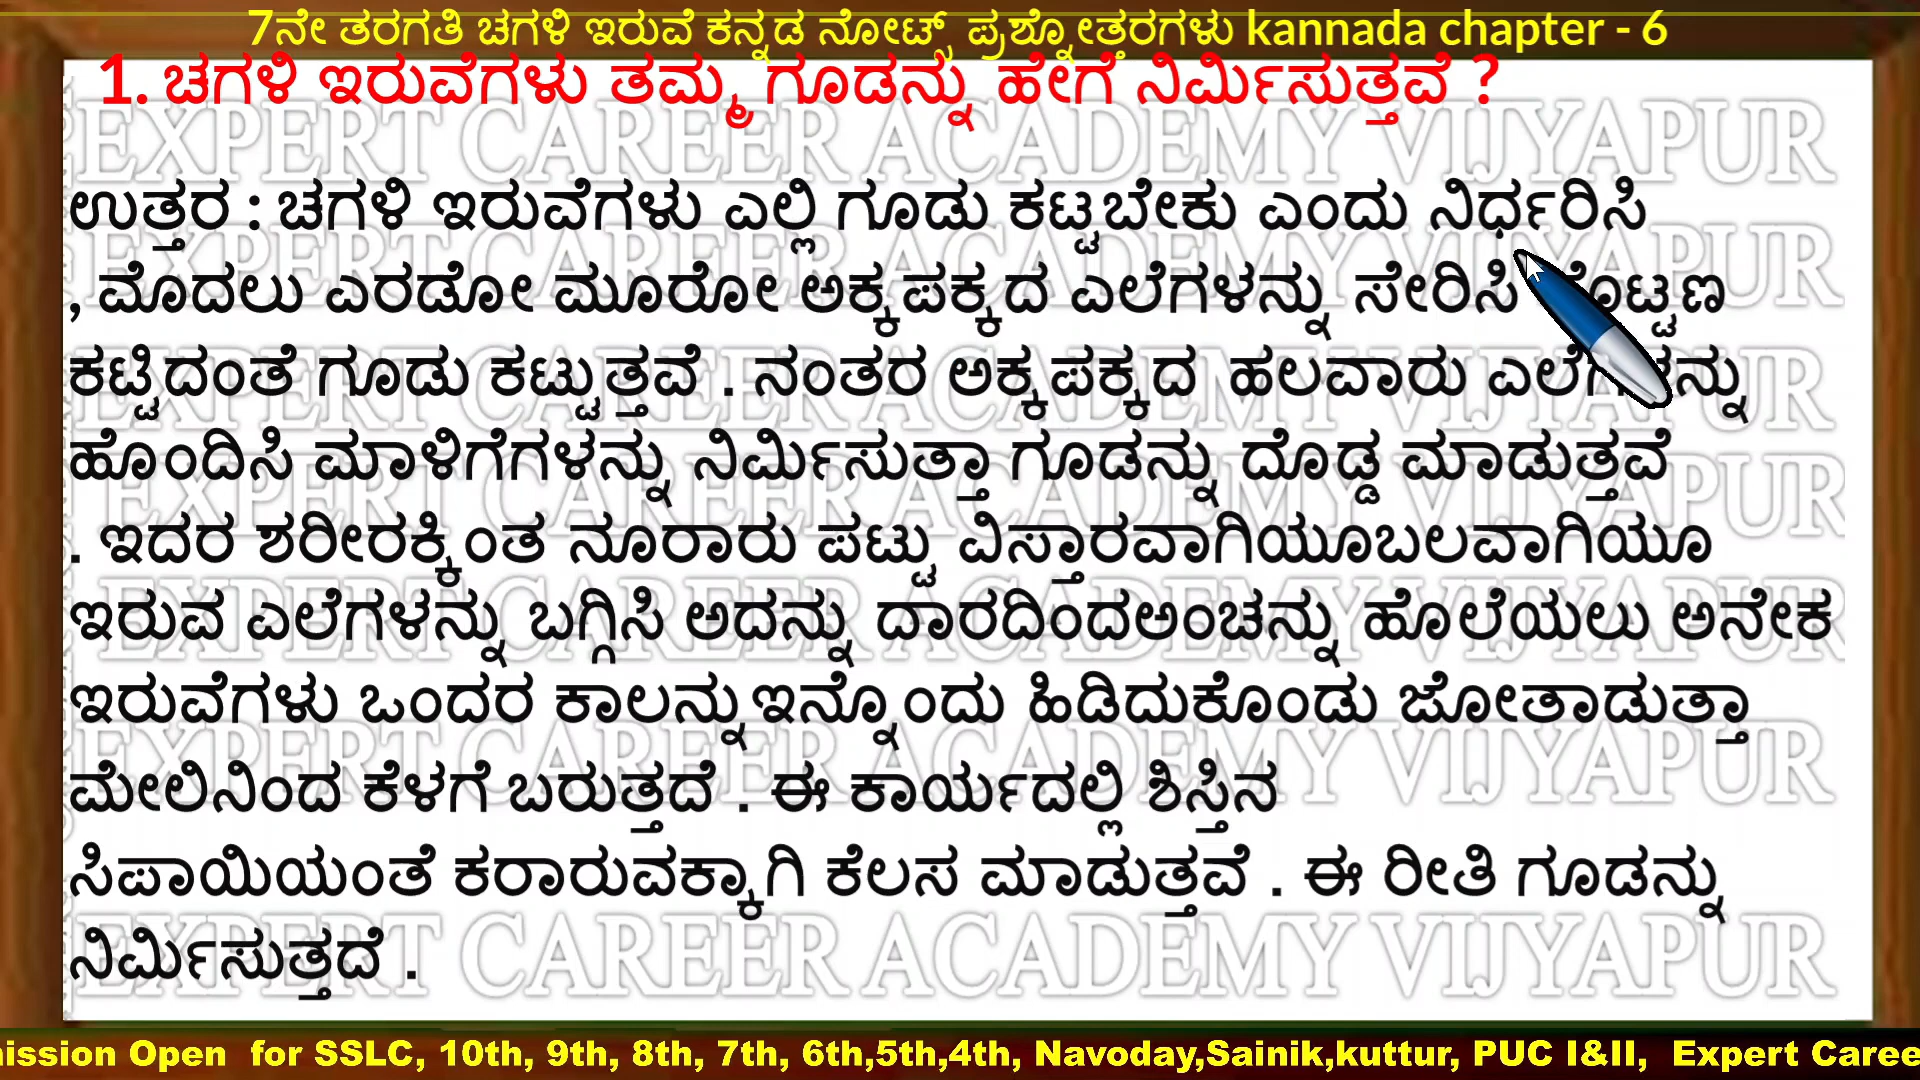 7ನೇ ತರಗತಿ ಚಗಳಿ ಇರುವೆ ಕನ್ನಡ ನೋಟ್ಸ್ ಪ್ರಶ್ನೋತ್ತರಗಳು kannada chapter - 6
1. ಚಗಳಿ ಇರುವೆಗಳು ತಮ್ಮ ಗೂಡನ್ನು ಹೇಗೆ ನಿರ್ಮಿಸುತ್ತವೆ ?
EXPERT CAREER ACADEMY VIJYAPUR
ಉತ್ತರ : ಚಗಳಿ ಇರುವೆಗಳು ಎಲ್ಲಿ ಗೂಡು ಕಟ್ಟಬೇಕು ಎಂದು ನಿರ್ಧರಿಸಿ
, ಮೊದಲು ಎರಡೋ ಮೂರೋ ಅಕ್ಕಪಕ್ಕದ ಎಲೆಗಳನ್ನು ಸೇರಿಸಿ
ಕಟ್ಟಿದಂತೆ ಗೂಡು ಕಟ್ಟುತ್ತವೆ . ನಂತರ ಅಕ್ಕಪಕ್ಕದ ಹಲವಾರು
ಹೊಂದಿಸಿ ಮಾಳಿಗೆಗಳನ್ನು ನಿರ್ಮಿಸುತ್ತಾ ಗೂಡನ್ನು ದೊಡ್ಡ ಮಾಡುತ್ತವೆ
. ಇದರ ಶರೀರಕ್ಕಿಂತ ನೂರಾರು ಪಟ್ಟು ವಿಸ್ತಾರವಾಗಿಯೂಬಲವಾಗಿಯೂ
ಇರುವ ಎಲೆಗಳನ್ನು ಬಗ್ಗಿಸಿ ಅದನ್ನು ದಾರದಿಂದಅಂಚನ್ನು ಹೊಲೆಯಲು ಅನೇಕ
ಇರುವೆಗಳು ಒಂದರ ಕಾಲನ್ನುಇನ್ನೊಂದು ಹಿಡಿದುಕೊಂಡು ಜೋತಾಡುತ್ತಾ
ಮೇಲಿನಿಂದ ಕೆಳಗೆ ಬರುತ್ತದೆ . ಈ ಕಾರ್ಯದಲ್ಲಿ ಶಿಸ್ತಿನ
ಸಿಪಾಯಿಯಂತೆ ಕರಾರುವಕ್ಕಾಗಿ ಕೆಲಸ ಮಾಡುತ್ತವೆ . ಈ ರೀತಿ ಗೂಡನ್ನು
ನಿರ್ಮಿಸುತ್ತದೆ .
ission Open for SSLC, 10th, 9th, 8th, 7th, 6th,5th,4th, Navoday,Sainik,kuttur, PUC I&II, Expert Caree